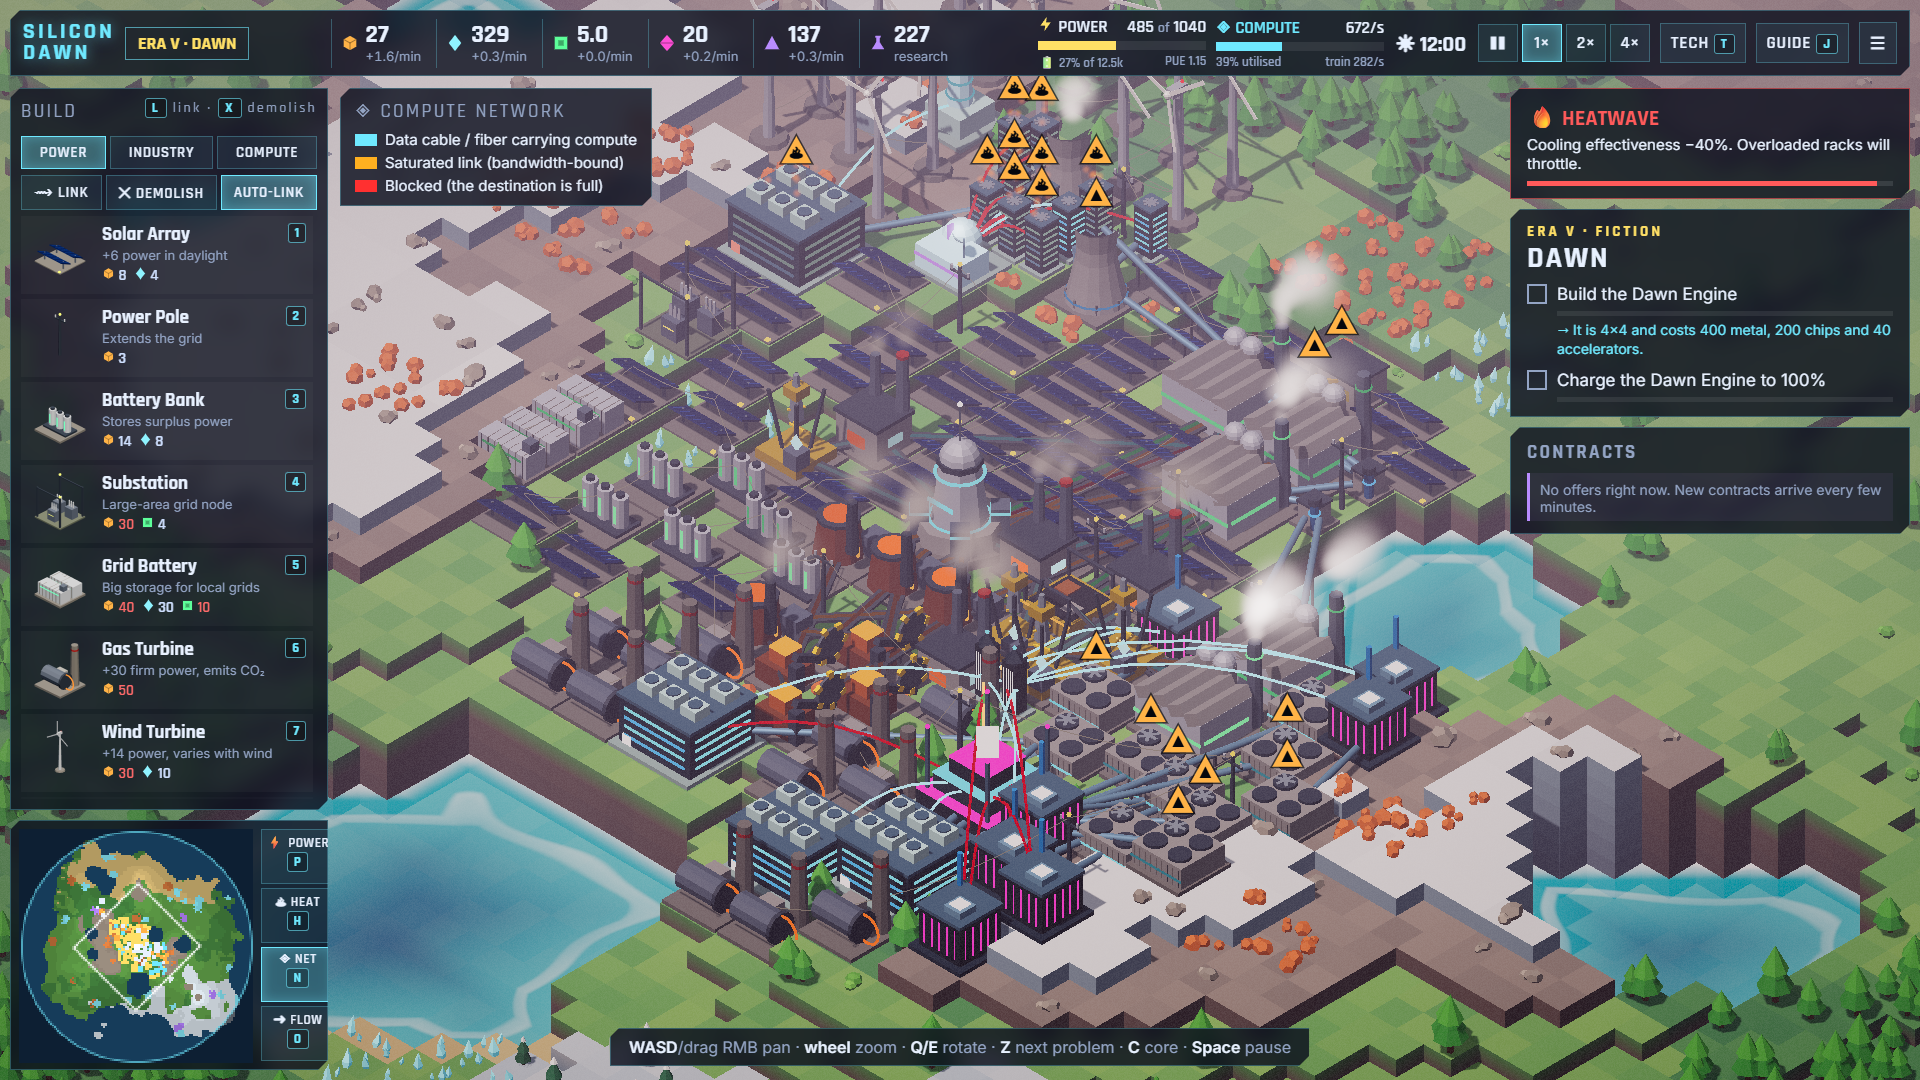 SILICON DAWN
ERA V · DAWN
27
+1.6/min
329
+0.3/min
5.0
+0.0/min
20
+0.2/min
137
+0.3/min
227
research
POWER 485 of 1040
27% of 12.5k PUE 1.15
COMPUTE 672/s
39% utilised train 282/s
12:00
1× 2× 4×
TECH T
GUIDE J
BUILD L link · X demolish
POWER INDUSTRY COMPUTE
LINK DEMOLISH AUTO-LINK
Solar Array 1
+6 power in daylight
8 4
Power Pole 2
Extends the grid
3
Battery Bank 3
Stores surplus power
14 8
Substation 4
Large-area grid node
30 4
Grid Battery 5
Big storage for local grids
40 30 10
Gas Turbine 6
+30 firm power, emits CO₂
50
Wind Turbine 7
+14 power, varies with wind
30 10
COMPUTE NETWORK
Data cable / fiber carrying compute
Saturated link (bandwidth-bound)
Blocked (the destination is full)
HEATWAVE
Cooling effectiveness −40%. Overloaded racks will
throttle.
ERA V · FICTION
DAWN
Build the Dawn Engine
→ It is 4×4 and costs 400 metal, 200 chips and 40
accelerators.
Charge the Dawn Engine to 100%
CONTRACTS
No offers right now. New contracts arrive every few
minutes.
POWER
P
HEAT
H
NET
N
FLOW
O
WASD/drag RMB pan · wheel zoom · Q/E rotate · Z next problem · C core · Space pause